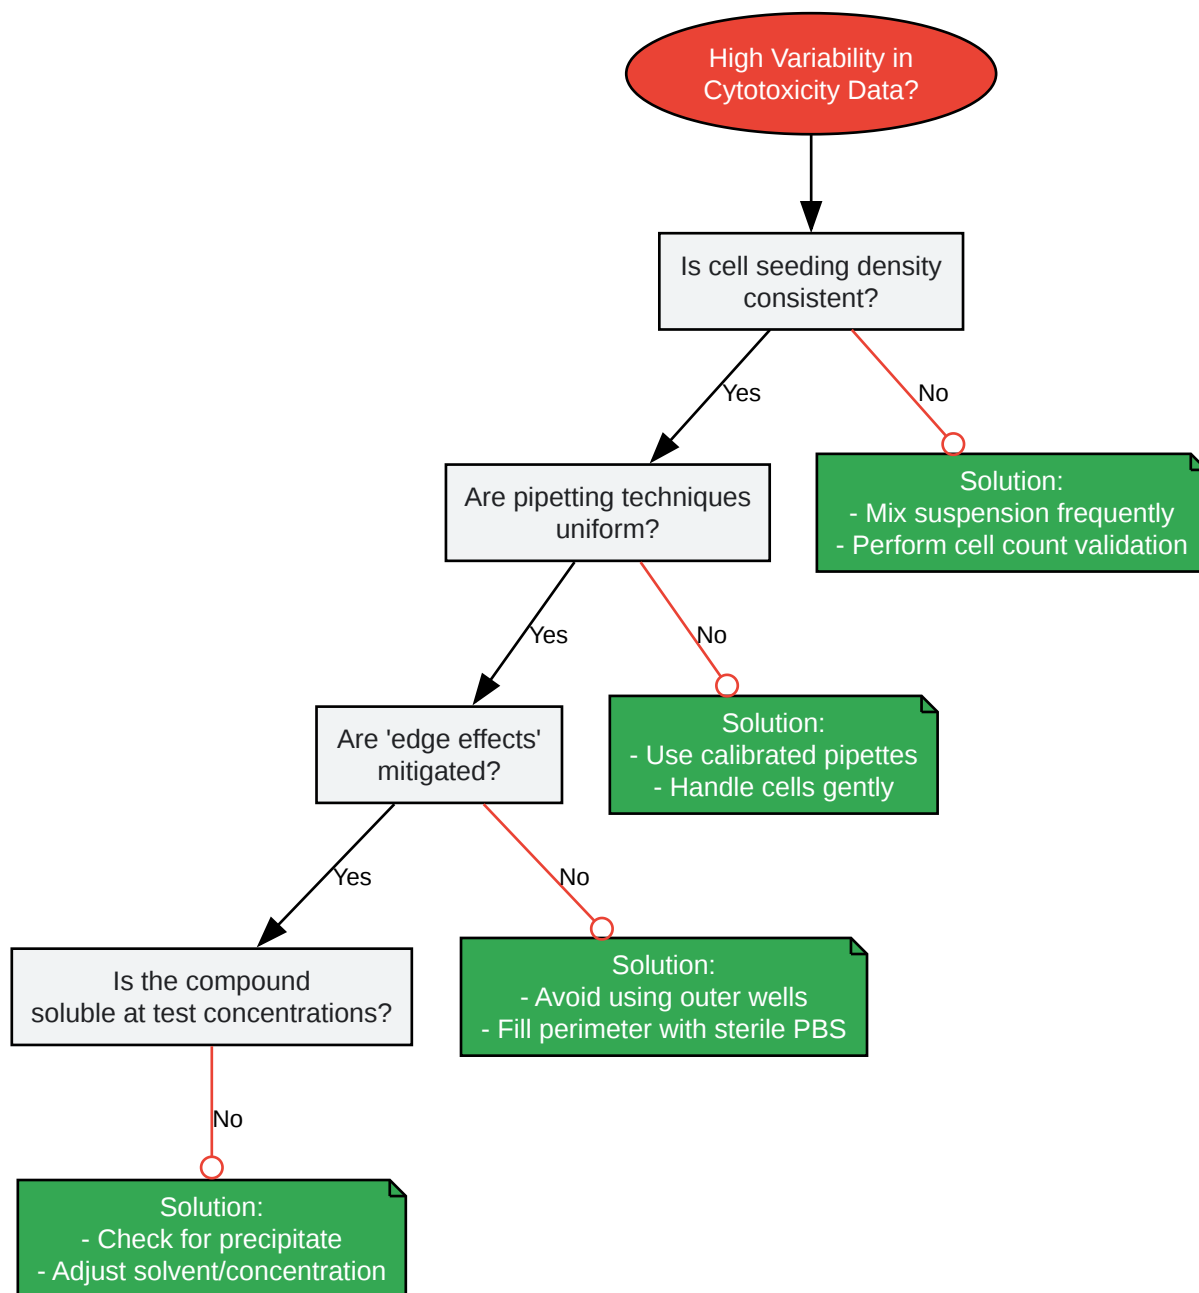 High Variability in
Cytotoxicity Data?
Is cell seeding density
consistent?
Yes
No
Are pipetting techniques
uniform?
Solution:
- Mix suspension frequently
- Perform cell count validation
Yes
No
Are 'edge effects'
mitigated?
Solution:
- Use calibrated pipettes
- Handle cells gently
Yes
No
Is the compound
soluble at test concentrations?
Solution:
- Avoid using outer wells
- Fill perimeter with sterile PBS
No
Solution:
- Check for precipitate
- Adjust solvent/concentration